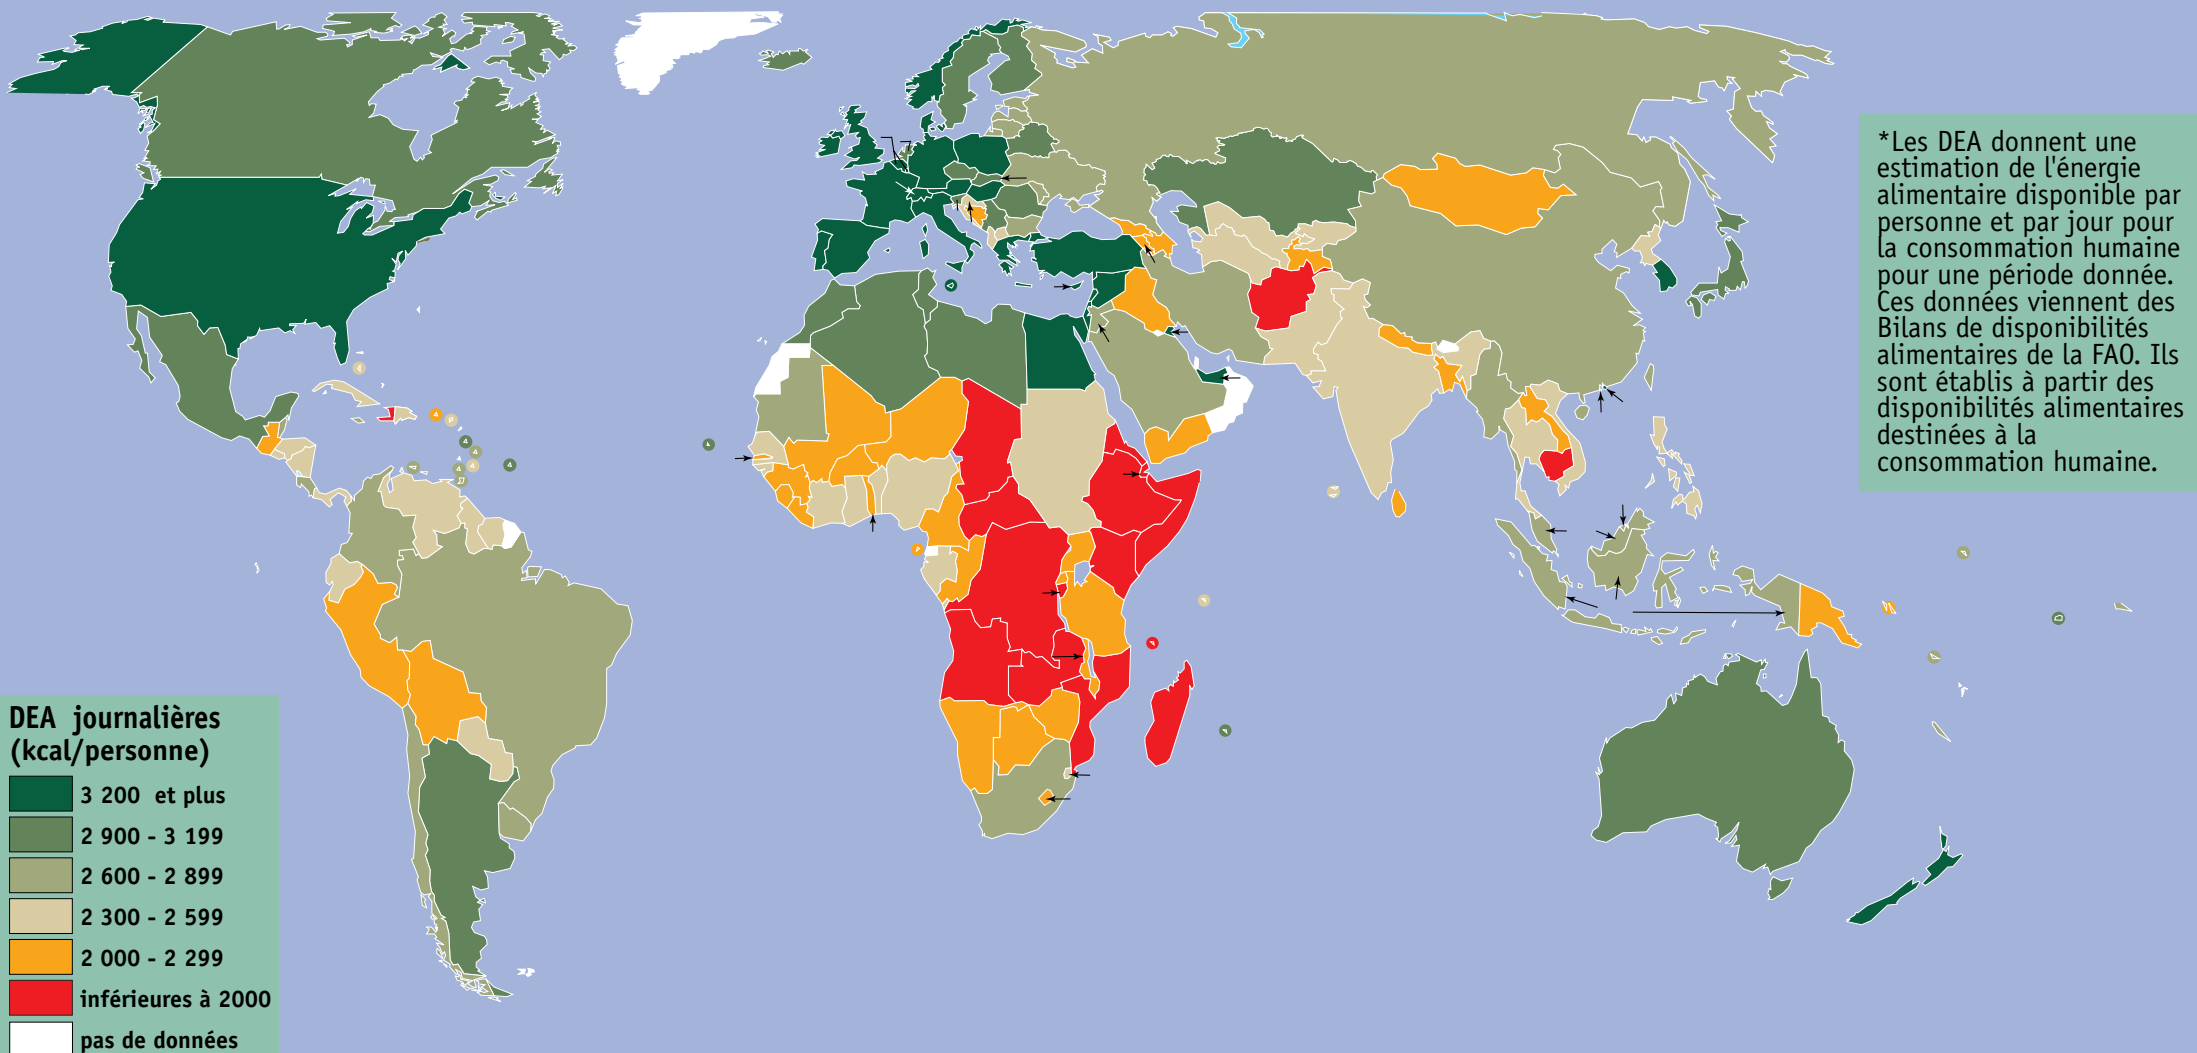 *Les DEA donnent une
estimation de l'énergie
alimentaire disponible par
personne et par jour pour
la consommation humaine
pour une période donnée.
Ces données viennent des
Bilans de disponibilités
alimentaires de la FAO. Ils
sont établis à partir des
disponibilités alimentaires
destinées à la
consommation humaine.
DEA journalières
(kcal/personne)
3 200 et plus
2 900 - 3 199
2 600 - 2 899
2 300 - 2 599
2 000 - 2 299
inférieures à 2000
pas de données